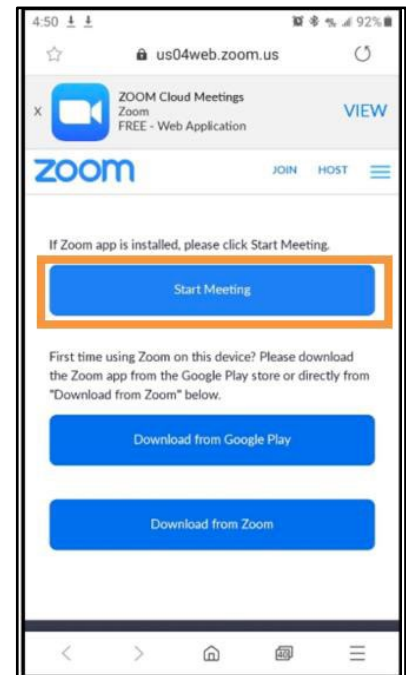 4:50 92%
us04web.zoom.us
ZOOM Cloud Meetings
Zoom
FREE - Web Application
X
VIEW
zoom
JOIN HOST
If Zoom app is installed, please click Start Meeting.
Start Meeting
First time using Zoom on this device? Please download
the Zoom app from the Google Play store or directly from
"Download from Zoom" below.
Download from Google Play
Download from Zoom